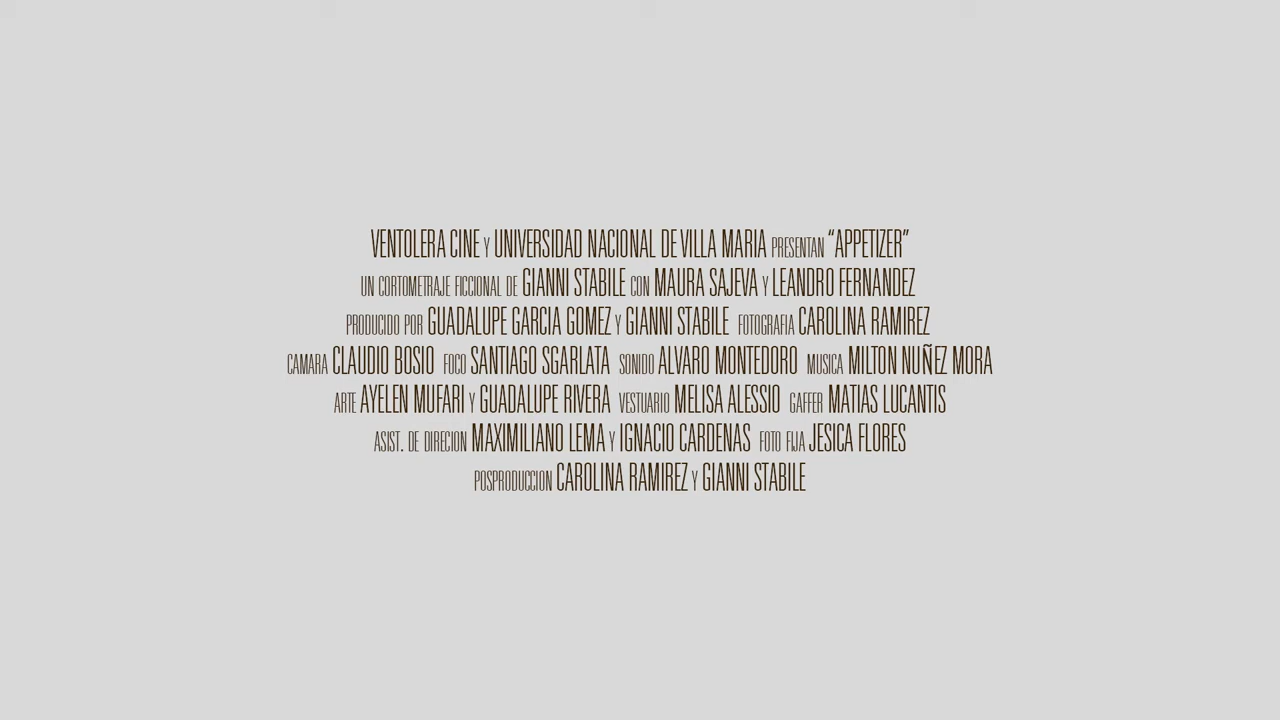 VENTOLERA CINE Y UNIVERSIDAD NACIONAL DE VILLA MARIA PRESENTAN “APPETIZER”
UN CORTOMETRAJE FICCIONAL DE GIANNI STABILE CON MAURA SAJEVA Y LEANDRO FERNANDEZ
PRODUCIDO POR GUADALUPE GARCIA GOMEZ Y GIANNI STABILE FOTOGRAFIA CAROLINA RAMIREZ
CAMARA CLAUDIO BOSIO FOCO SANTIAGO SGARLATA SONIDO ALVARO MONTEDORO MUSICA MILTON NUÑEZ MORA
ARTE AYELEN MUFARI Y GUADALUPE RIVERA VESTUARIO MELISA ALESSIO GAFFER MATIAS LUCANTIS
ASIST. DE DIRECION MAXIMILIANO LEMA Y IGNACIO CARDENAS FOTO FIJA JESICA FLORES
POSPRODUCCION CAROLINA RAMIREZ Y GIANNI STABILE